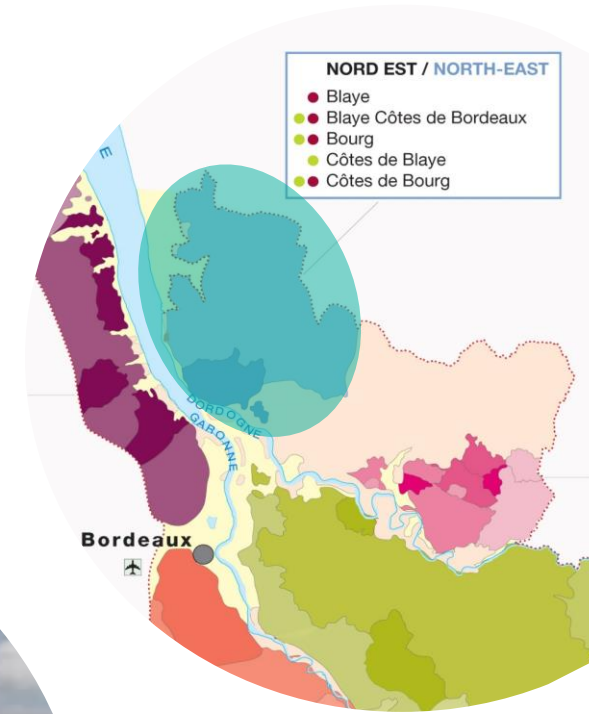 NORD EST / NORTH-EAST
Blaye
Blaye Côtes de Bordeaux
Bourg
Côtes de Blaye
Côtes de Bourg
E
DORDOGNE
GARONNE
Bordeaux